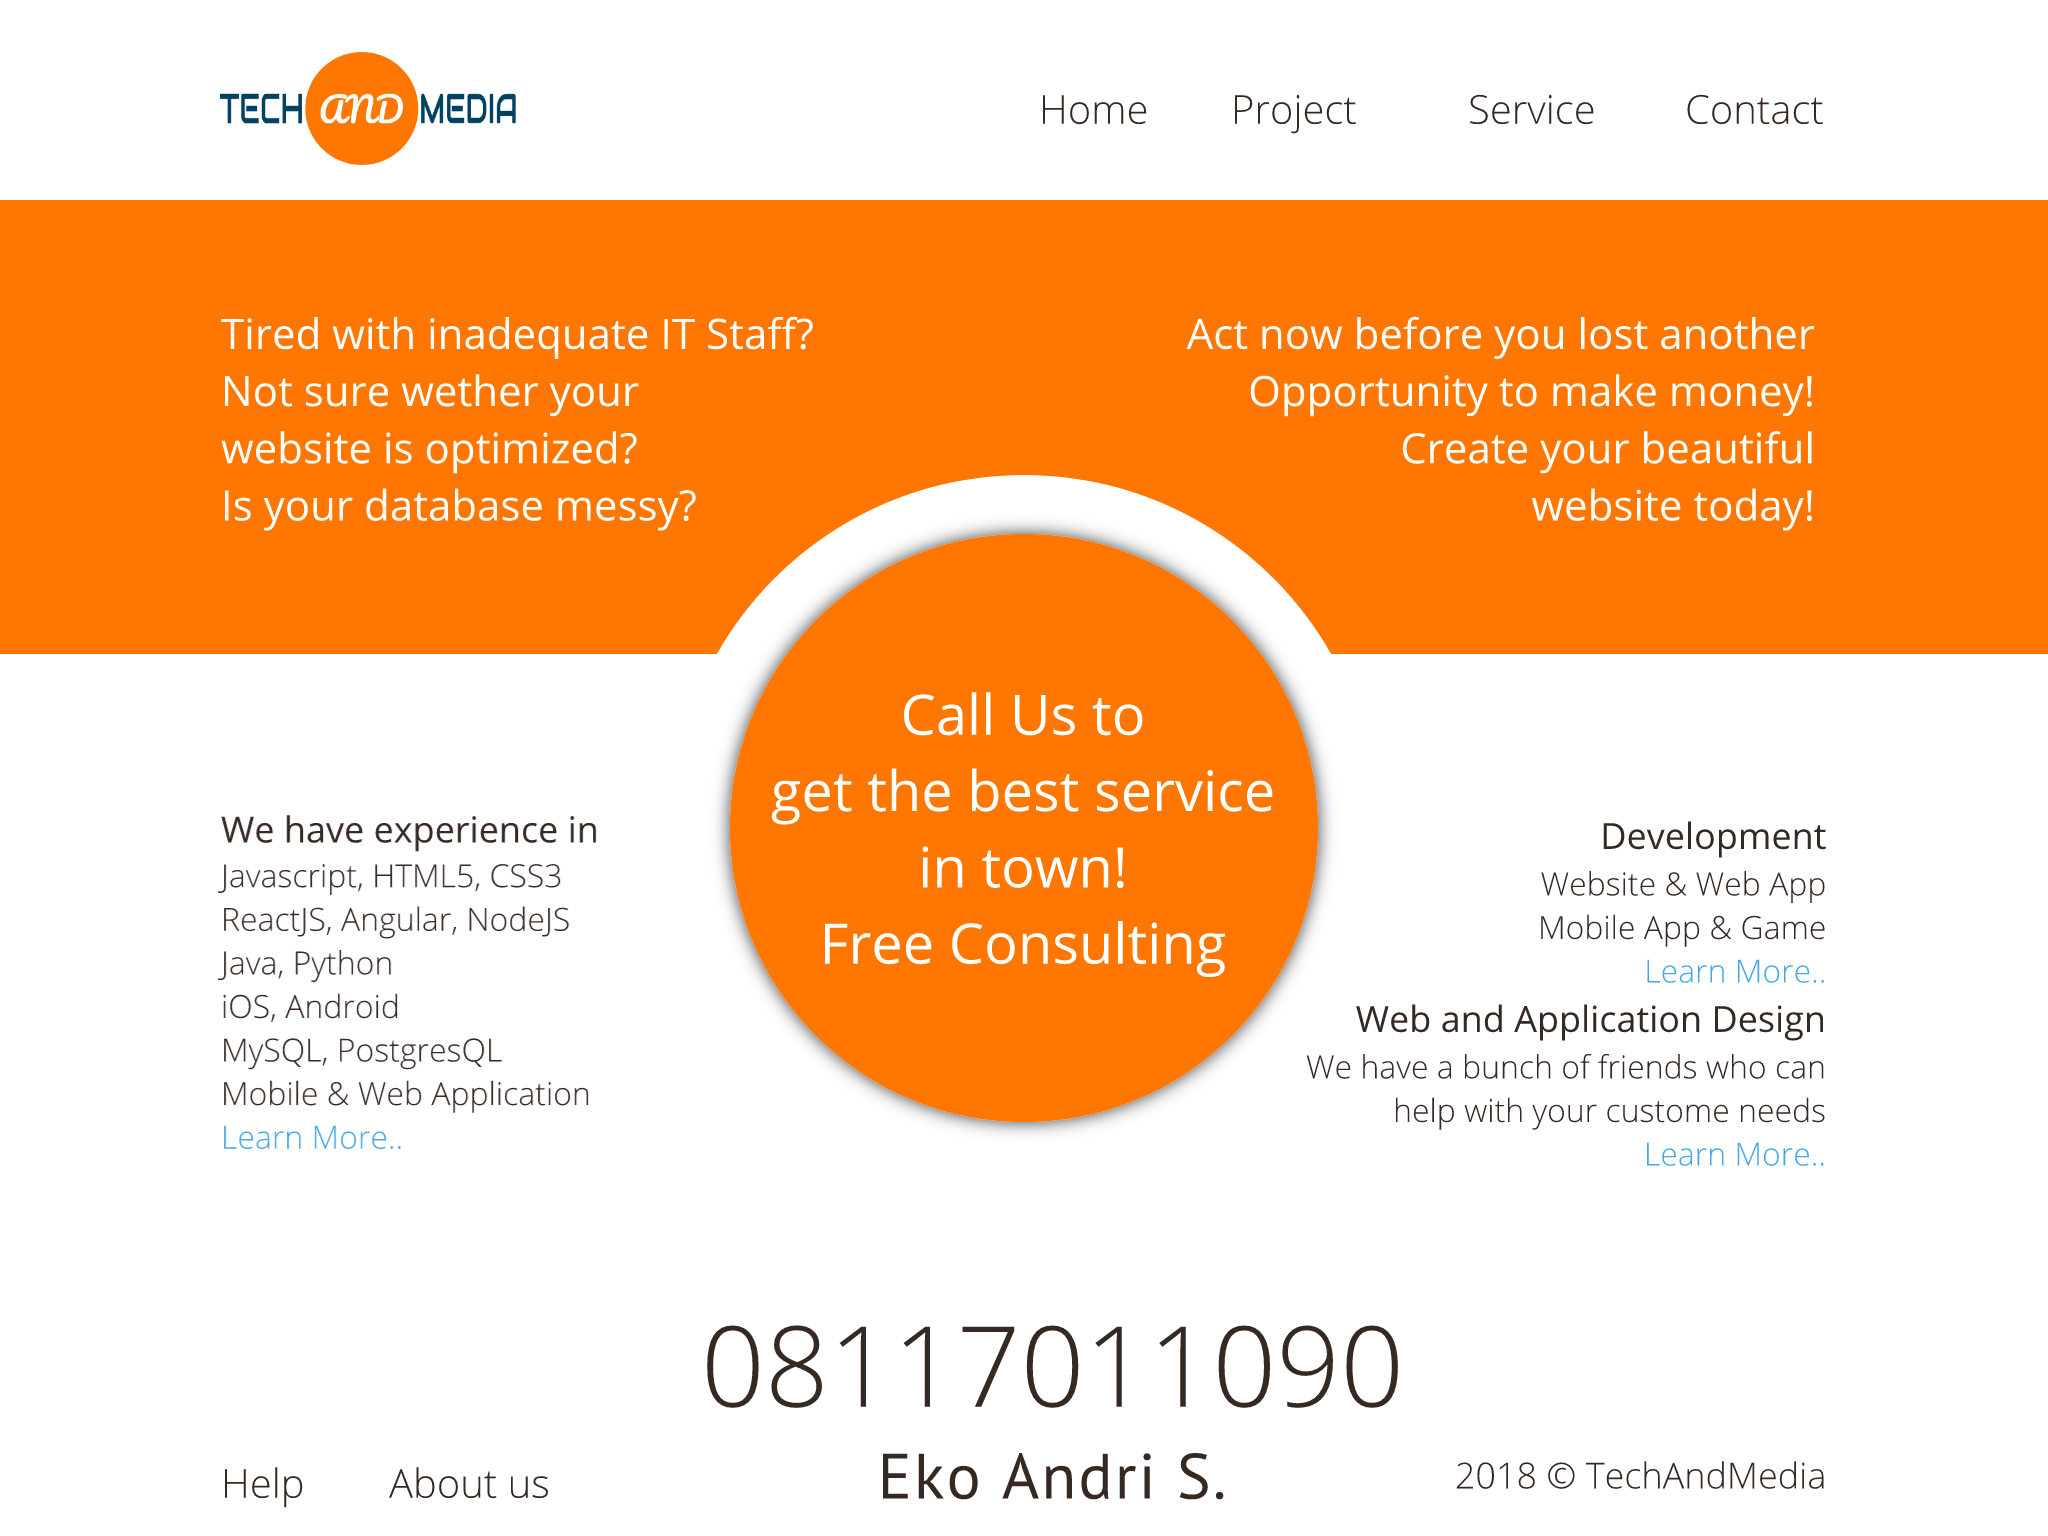 TECH and MEDIA
Home Project Service Contact
Tired with inadequate IT Staff?
Not sure wether your
website is optimized?
Is your database messy?
Act now before you lost another
Opportunity to make money!
Create your beautiful
website today!
Call Us to
get the best service
in town!
Free Consulting
We have experience in
Javascript, HTML5, CSS3
ReactJS, Angular, NodeJS
Java, Python
iOS, Android
MySQL, PostgresQL
Mobile & Web Application
Learn More..
Development
Website & Web App
Mobile App & Game
Learn More..
Web and Application Design
We have a bunch of friends who can
help with your custome needs
Learn More..
08117011090
Eko Andri S.
Help About us
2018 © TechAndMedia